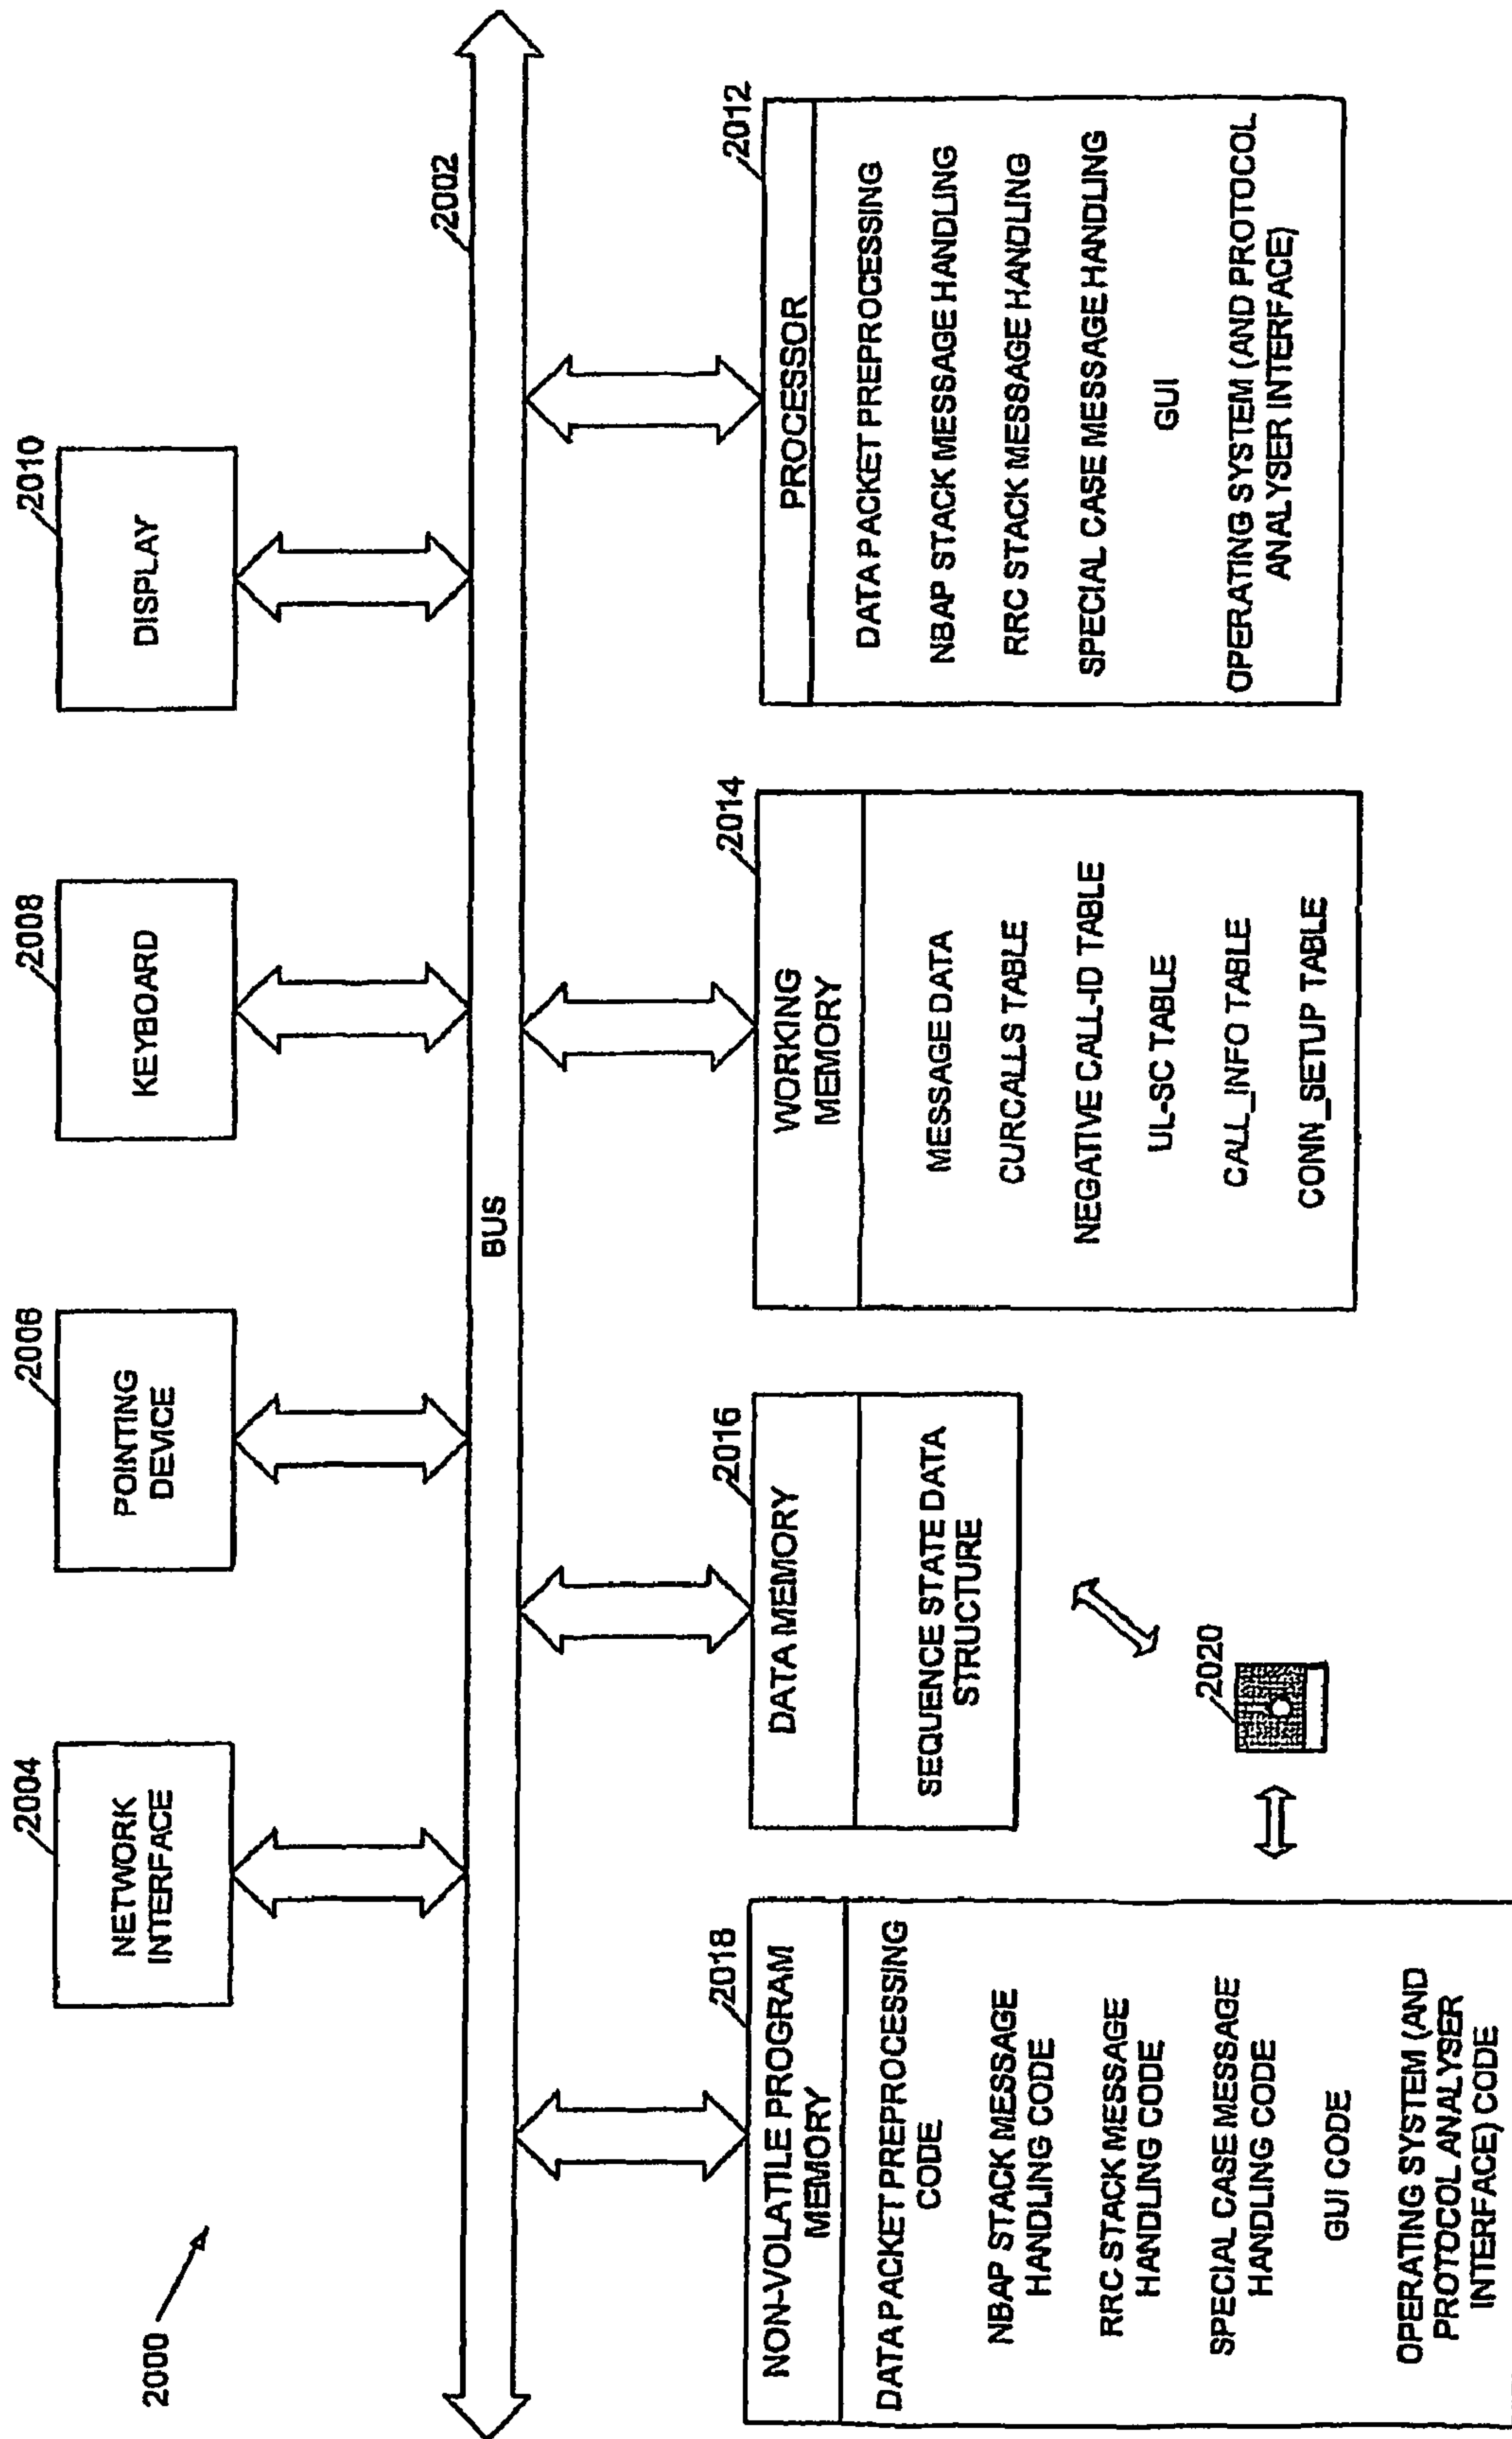 2000
2004
NETWORK
INTERFACE
2006
POINTING
DEVICE
2008
KEYBOARD
2010
DISPLAY
BUS
2002
2018
NON-VOLATILE PROGRAM
MEMORY
DATA PACKET PREPROCESSING
CODE
NBAP STACK MESSAGE
HANDLING CODE
RRC STACK MESSAGE
HANDLING CODE
SPECIAL CASE MESSAGE
HANDLING CODE
GUI CODE
OPERATING SYSTEM (AND
PROTOCOL ANALYSER
INTERFACE) CODE
2016
DATA MEMORY
SEQUENCE STATE DATA
STRUCTURE
2020
2014
WORKING
MEMORY
MESSAGE DATA
CURCALLS TABLE
NEGATIVE CALL-ID TABLE
UL-SC TABLE
CALL_INFO TABLE
CONN_SETUP TABLE
2012
PROCESSOR
DATA PACKET PREPROCESSING
NBAP STACK MESSAGE HANDLING
RRC STACK MESSAGE HANDLING
SPECIAL CASE MESSAGE HANDLING
GUI
OPERATING SYSTEM (AND PROTOCOL
ANALYSER INTERFACE)